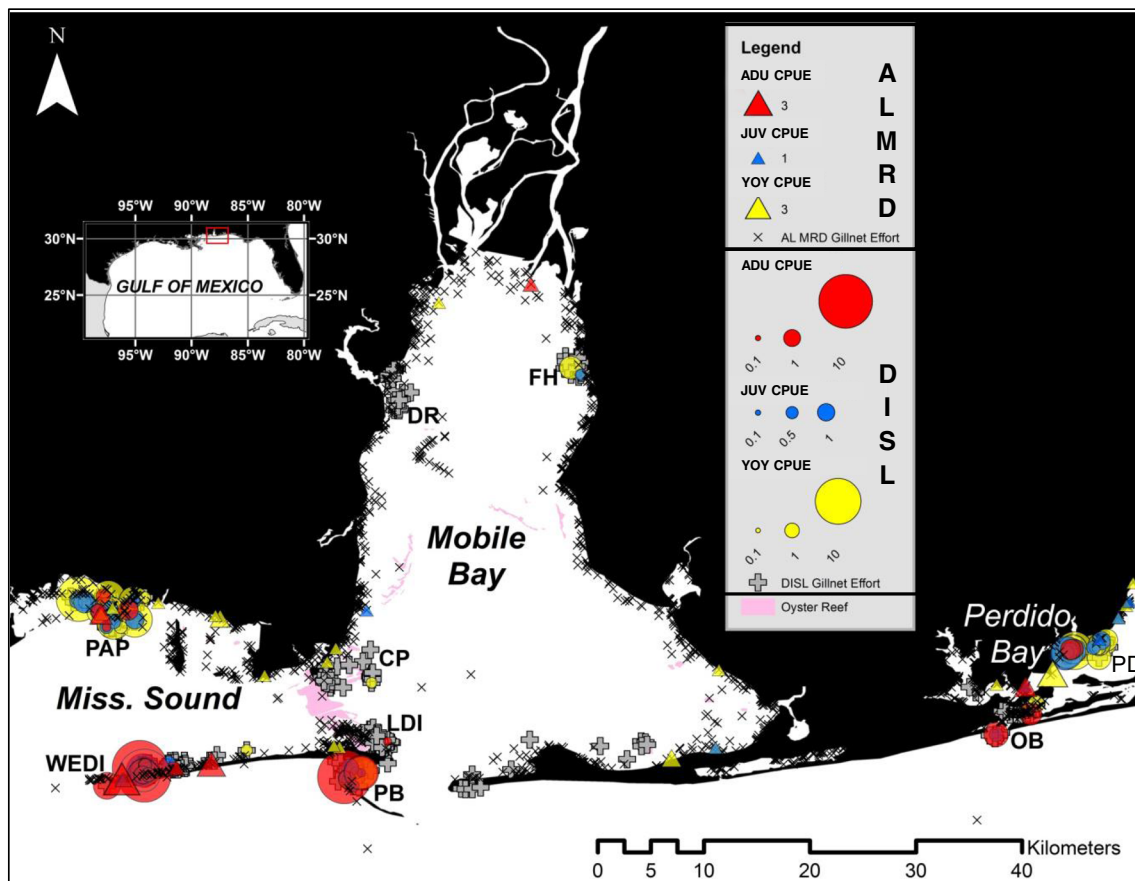 N
95°W 90°W 85°W 80°W
30°N 30°N
GULF OF MEXICO
25°N 25°N
95°W 90°W 85°W 80°W
Legend
ADU CPUE
3
JUV CPUE
1
YOY CPUE
3
AL MRD Gillnet Effort
A
L
M
R
D
ADU CPUE
0.1 1 10
JUV CPUE
0.1 0.5 1
YOY CPUE
0.1 1 10
DISL Gillnet Effort
D
I
S
L
Oyster Reef
FH
DR
Mobile
Bay
PAP
CP
Miss. Sound
LDI
WEDI
PB
Perdido
Bay
PD
OB
Kilometers
0 5 10 20 30 40